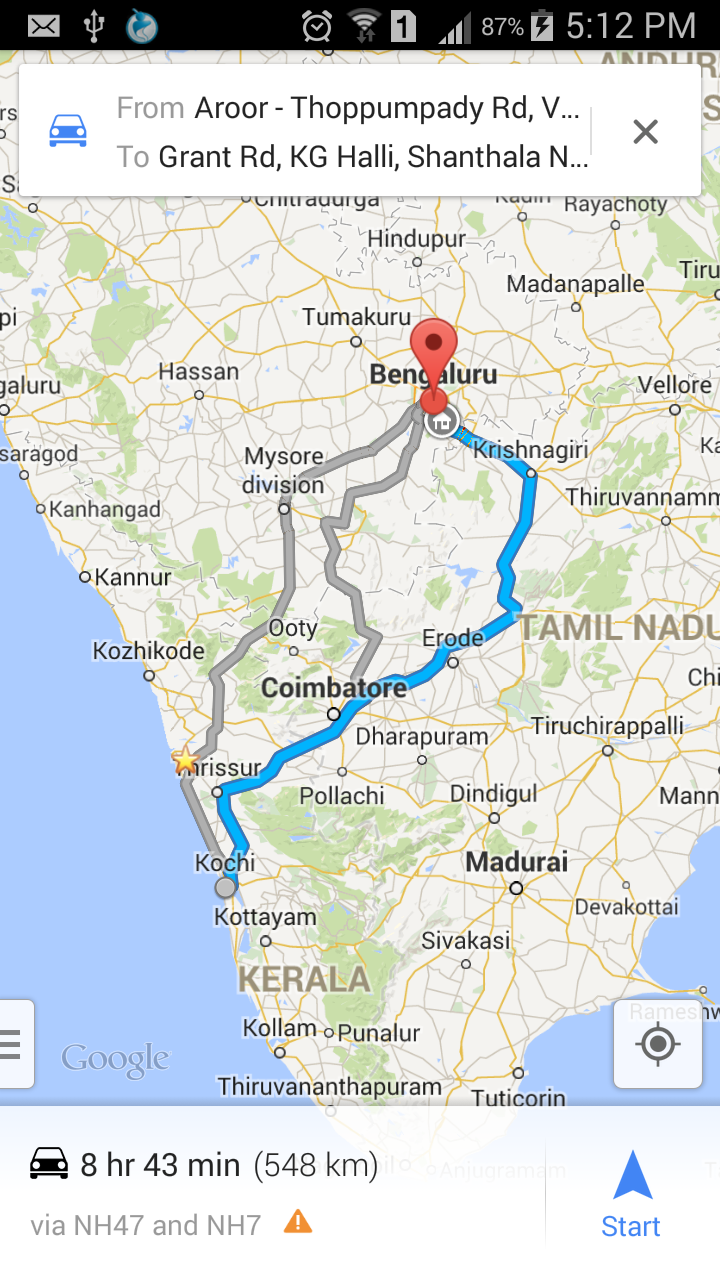 1 87% 5:12 PM
ANDHR
From Aroor - Thoppumpady Rd, V...
To Grant Rd, KG Halli, Shanthala N...
Chitradurga
Rayachoty
Hindupur
Madanapalle
Tiru
Tumakuru
Hassan
Bengaluru
galuru
Vellore
saragod
Mysore
division
Krishnagiri
Ka
Kanhangad
Thiruvannam
Kannur
Ooty
Erode
TAMIL NADU
Kozhikode
Chi
Coimbatore
Dharapuram
Tiruchirappalli
Thrissur
Pollachi
Dindigul
Mann
Kochi
Madurai
Kottayam
Devakottai
Sivakasi
KERALA
Ramesh
Kollam
Punalur
Google
Thiruvananthapuram
Tuticorin
8 hr 43 min (548 km)
Anjugramam
via NH47 and NH7
Start